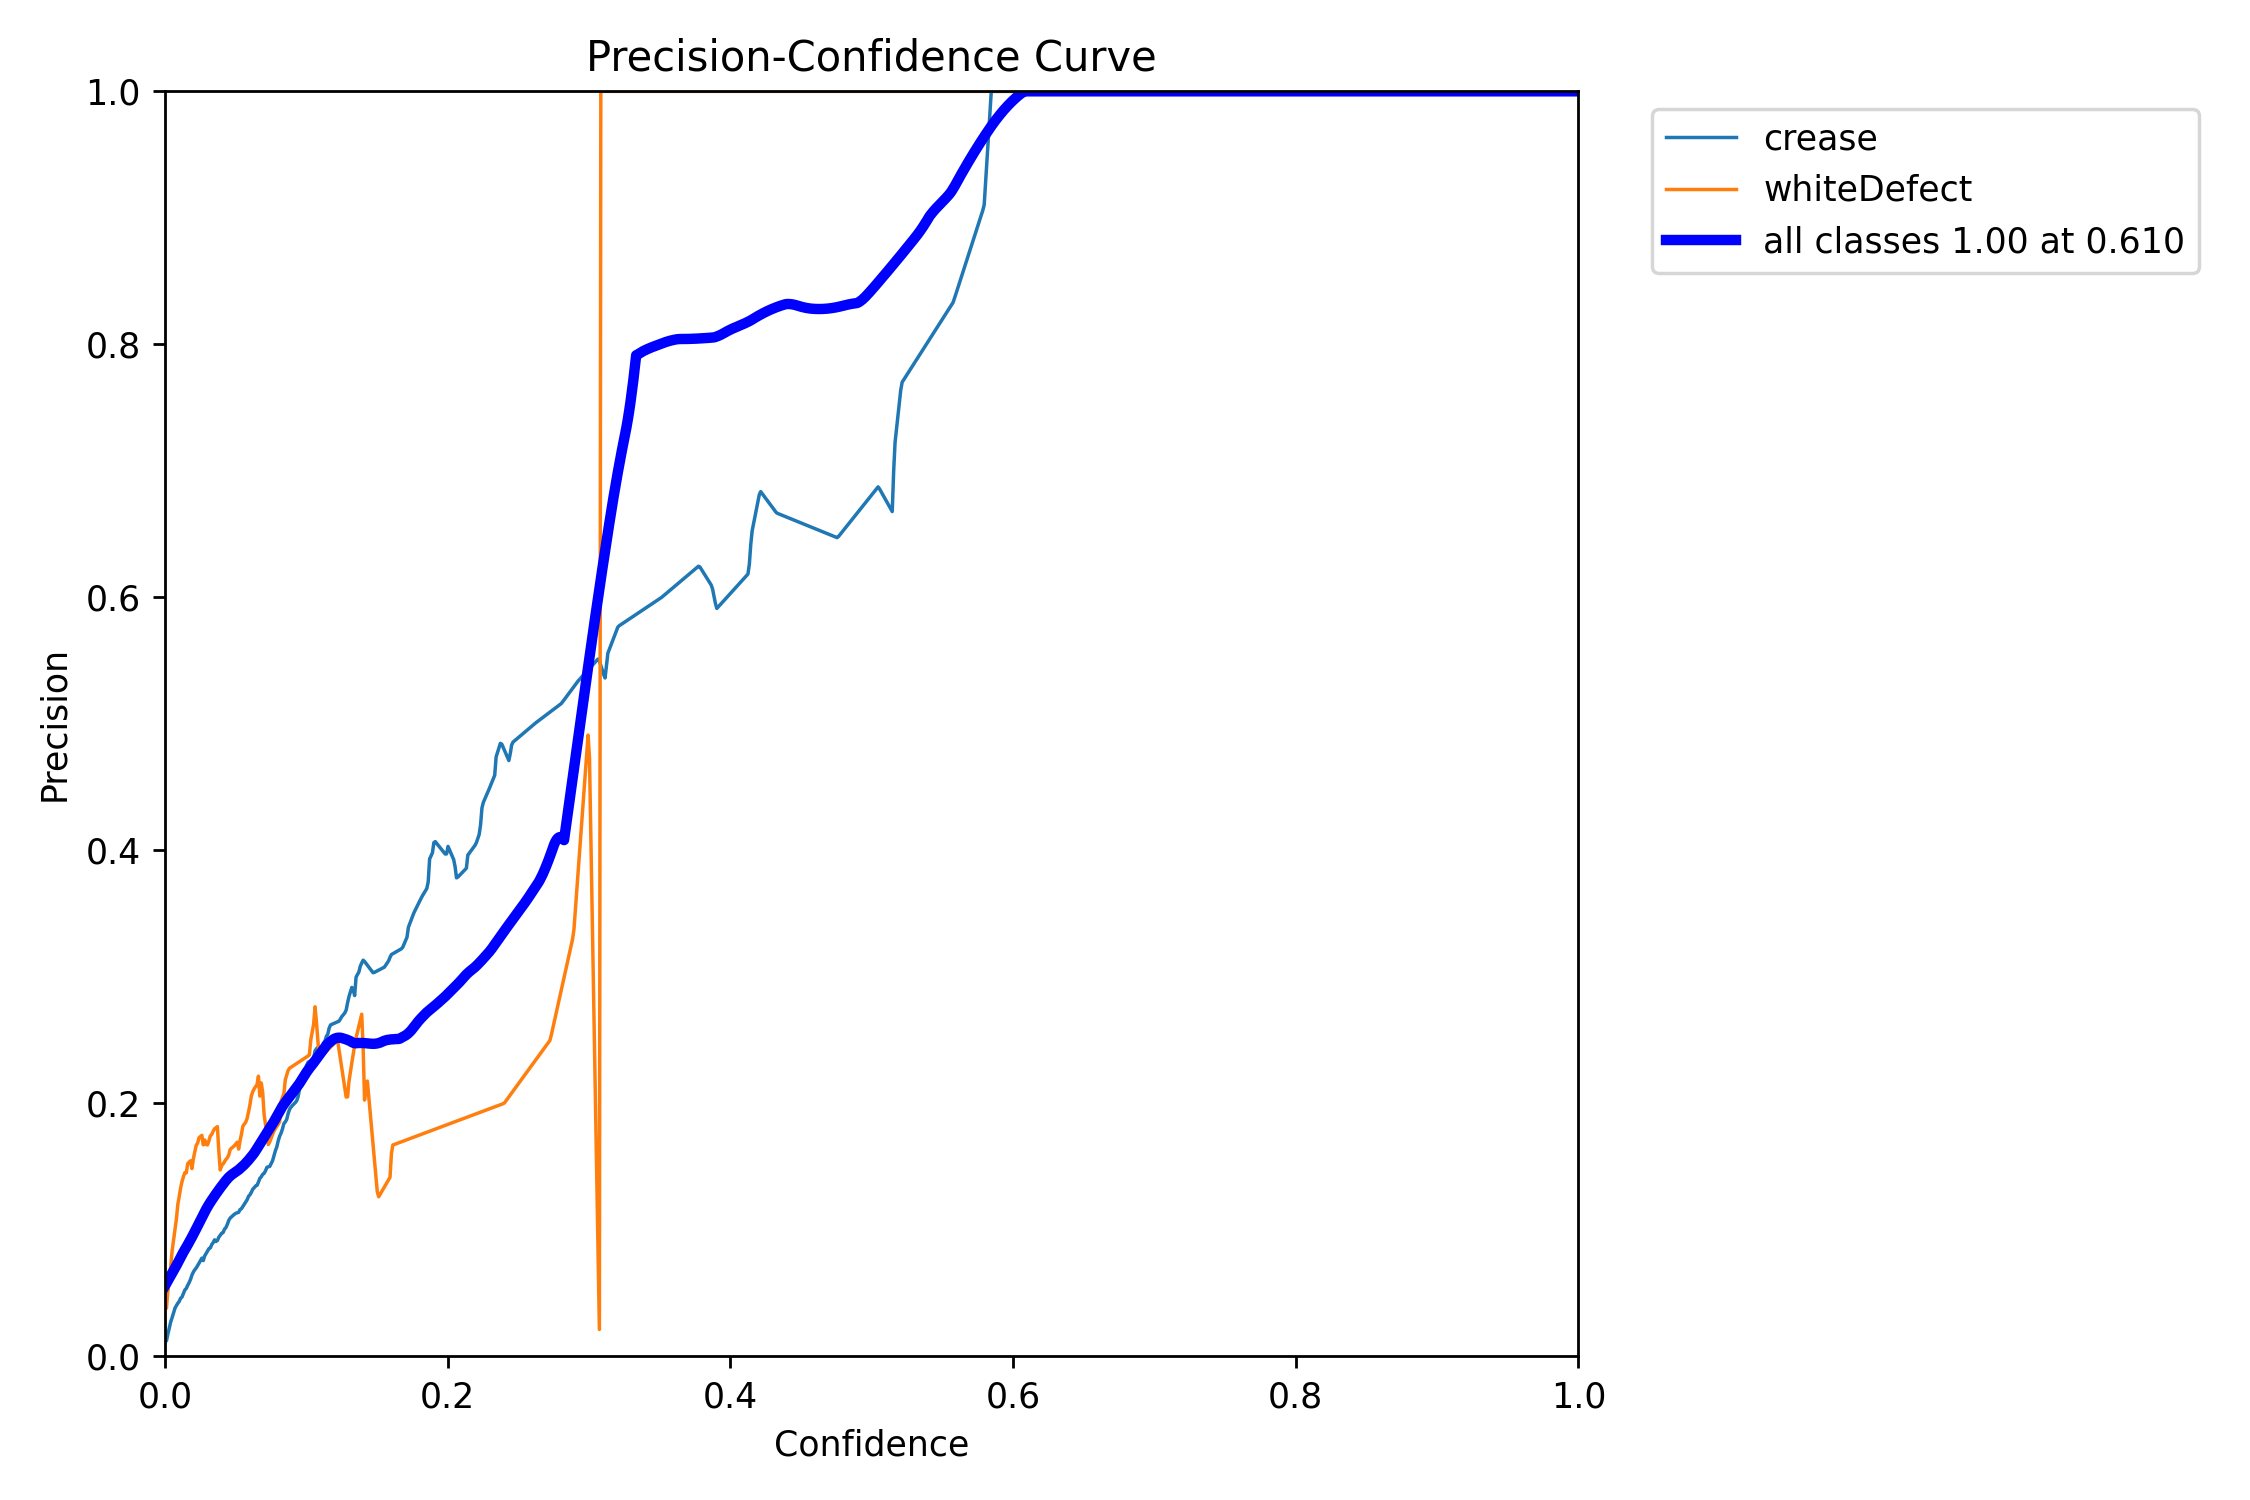 Precision-Confidence Curve
1.0
0.8
0.6
0.4
0.2
0.0
Precision
0.0 0.2 0.4 0.6 0.8 1.0
Confidence
crease
whiteDefect
all classes 1.00 at 0.610